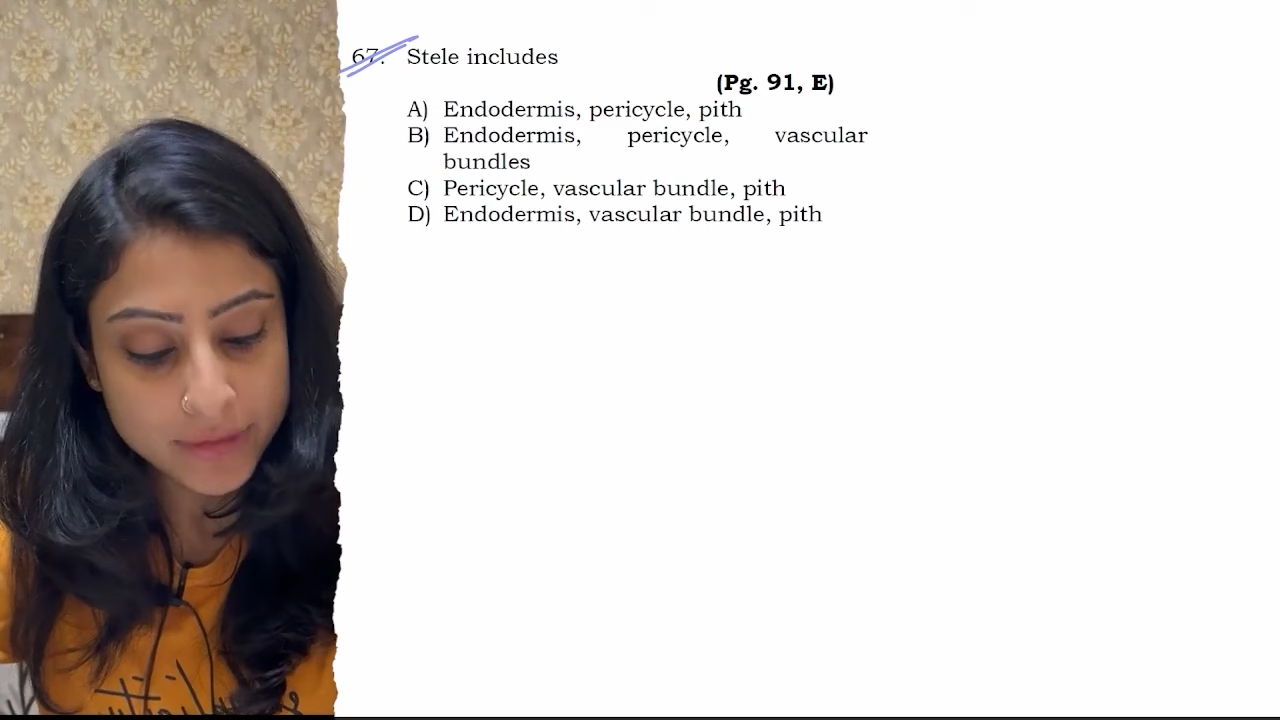 67. Stele includes
(Pg. 91, E)
A) Endodermis, pericycle, pith
B) Endodermis, pericycle, vascular
bundles
C) Pericycle, vascular bundle, pith
D) Endodermis, vascular bundle, pith